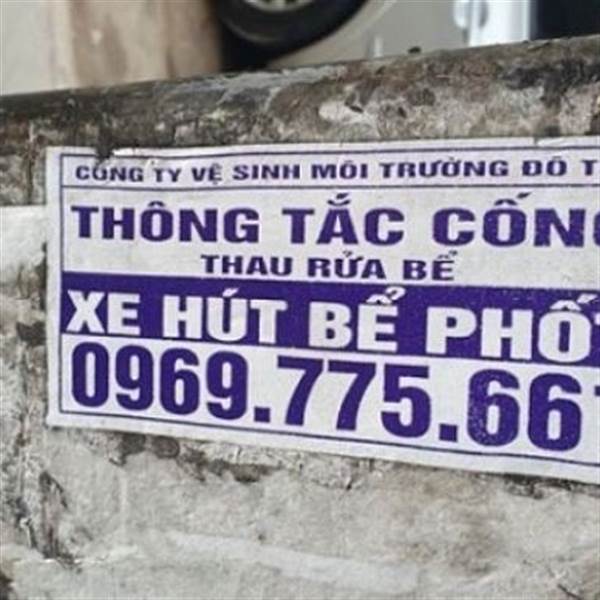 CÔNG TY VỆ SINH MÔI TRƯỜNG ĐÔ T
THÔNG TẮC CỐNG
THAU RỬA BỂ
XE HÚT BỂ PHỐT
0969.775.661